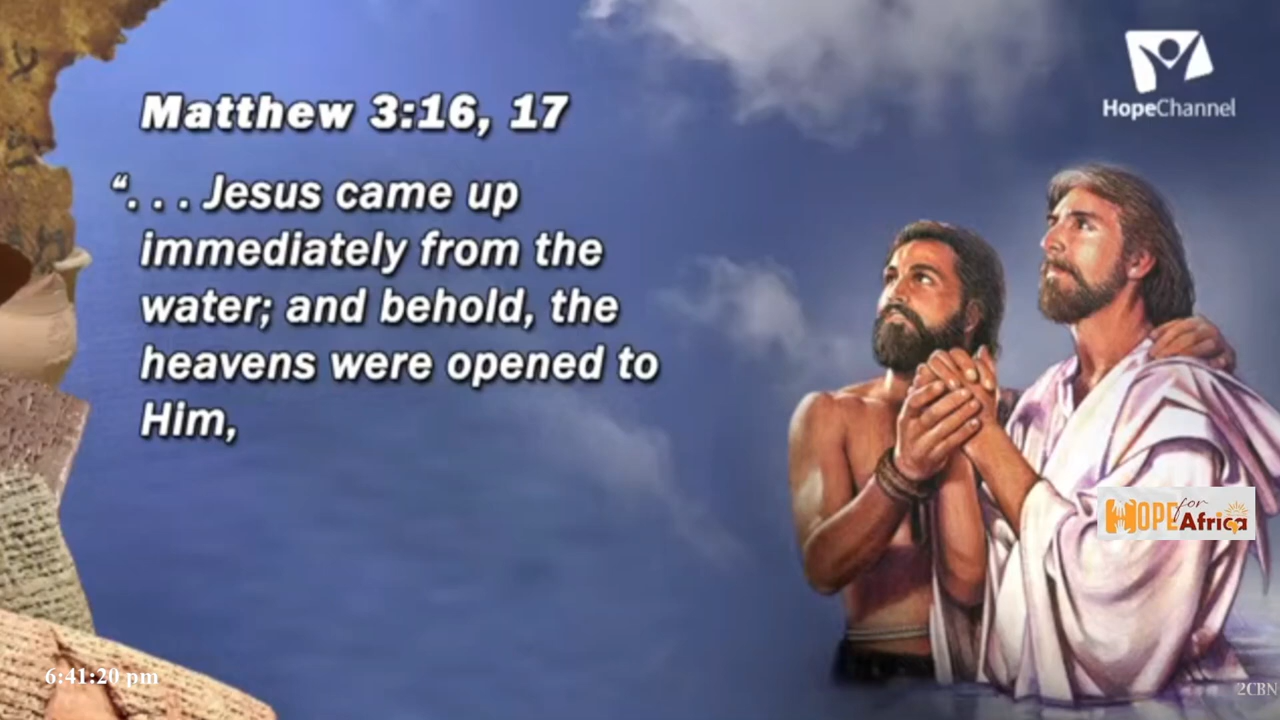 Matthew 3:16, 17
HopeChannel
“. . . Jesus came up
immediately from the
water; and behold, the
heavens were opened to
Him,
HOPE for Africa
6:41:20 pm
2CBN